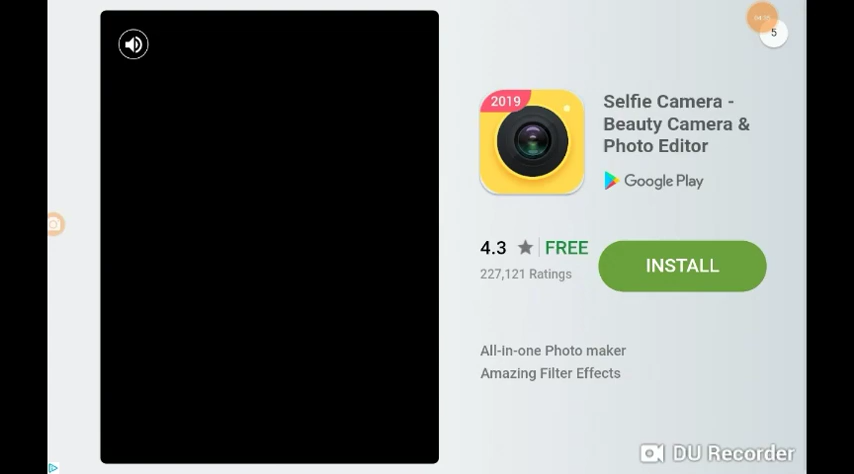 5
2019
Selfie Camera -
Beauty Camera &
Photo Editor
Google Play
4.3 FREE
227,121 Ratings
INSTALL
All-in-one Photo maker
Amazing Filter Effects
DU Recorder